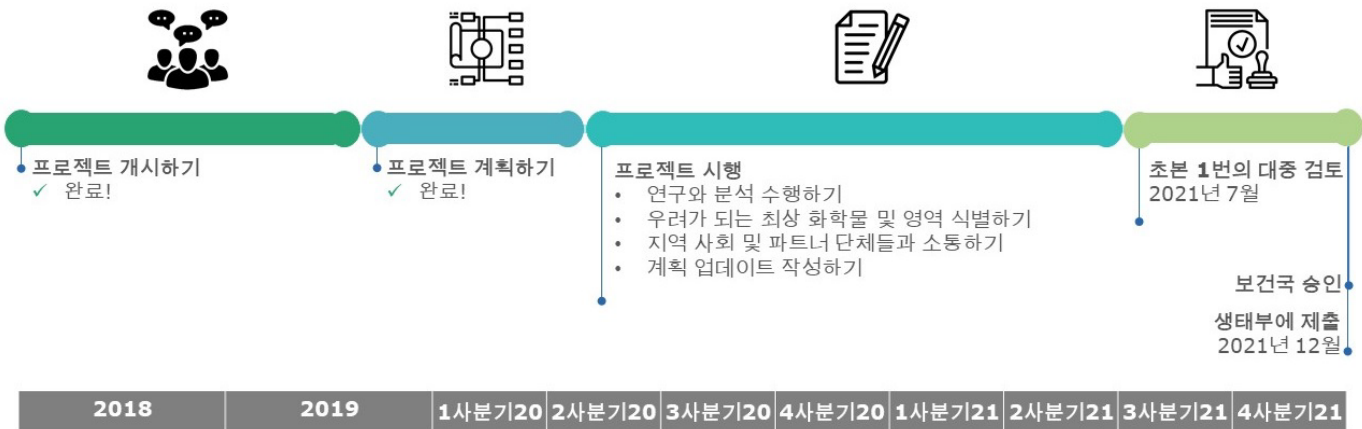 프로젝트 개시하기
✓ 완료!
프로젝트 계획하기
✓ 완료!
프로젝트 시행
• 연구와 분석 수행하기
• 우려가 되는 최상 화학물 및 영역 식별하기
• 지역 사회 및 파트너 단체들과 소통하기
• 계획 업데이트 작성하기
초본 1번의 대중 검토
2021년 7월
보건국 승인
생태부에 제출
2021년 12월
2018 2019 1사분기20 2사분기20 3사분기20 4사분기20 1사분기21 2사분기21 3사분기21 4사분기21